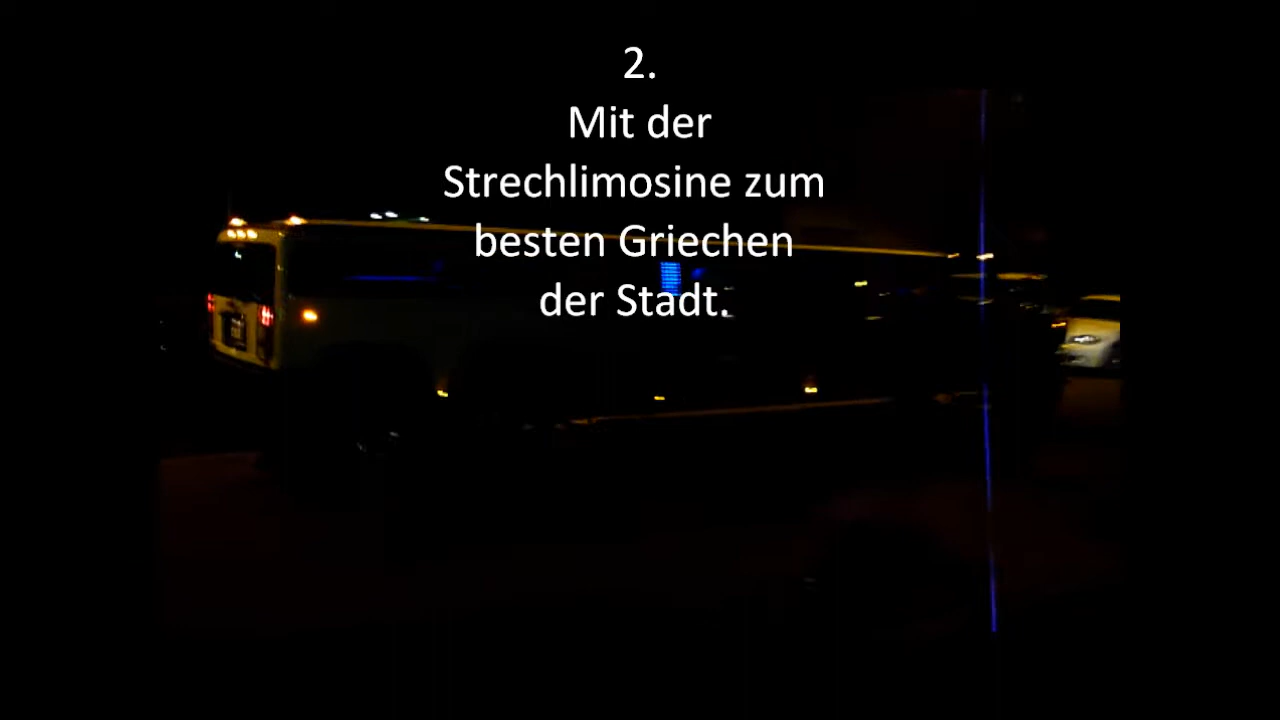 2.
Mit der
Strechlimosine zum
besten Griechen
der Stadt.